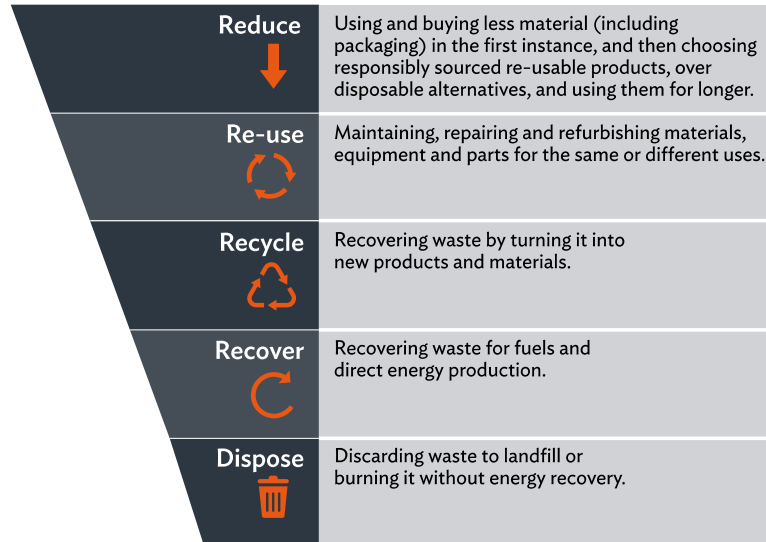 Reduce
Using and buying less material (including
packaging) in the first instance, and then choosing
responsibly sourced re-usable products, over
disposable alternatives, and using them for longer.
Re-use
Maintaining, repairing and refurbishing materials,
equipment and parts for the same or different uses.
Recycle
Recovering waste by turning it into
new products and materials.
Recover
Recovering waste for fuels and
direct energy production.
Dispose
Discarding waste to landfill or
burning it without energy recovery.